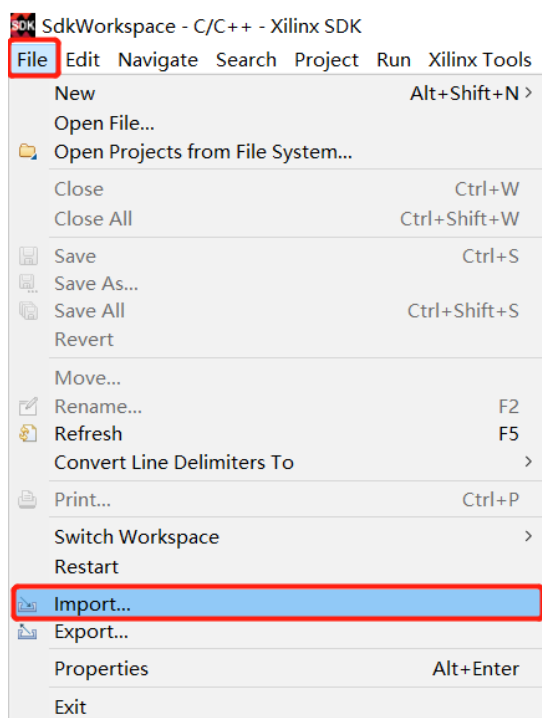 SDK SdkWorkspace - C/C++ - Xilinx SDK
File Edit Navigate Search Project Run Xilinx Tools
New Alt+Shift+N >
Open File...
Open Projects from File System...
Close Ctrl+W
Close All Ctrl+Shift+W
Save Ctrl+S
Save As...
Save All Ctrl+Shift+S
Revert
Move...
Rename... F2
Refresh F5
Convert Line Delimiters To >
Print... Ctrl+P
Switch Workspace >
Restart
Import...
Export...
Properties Alt+Enter
Exit